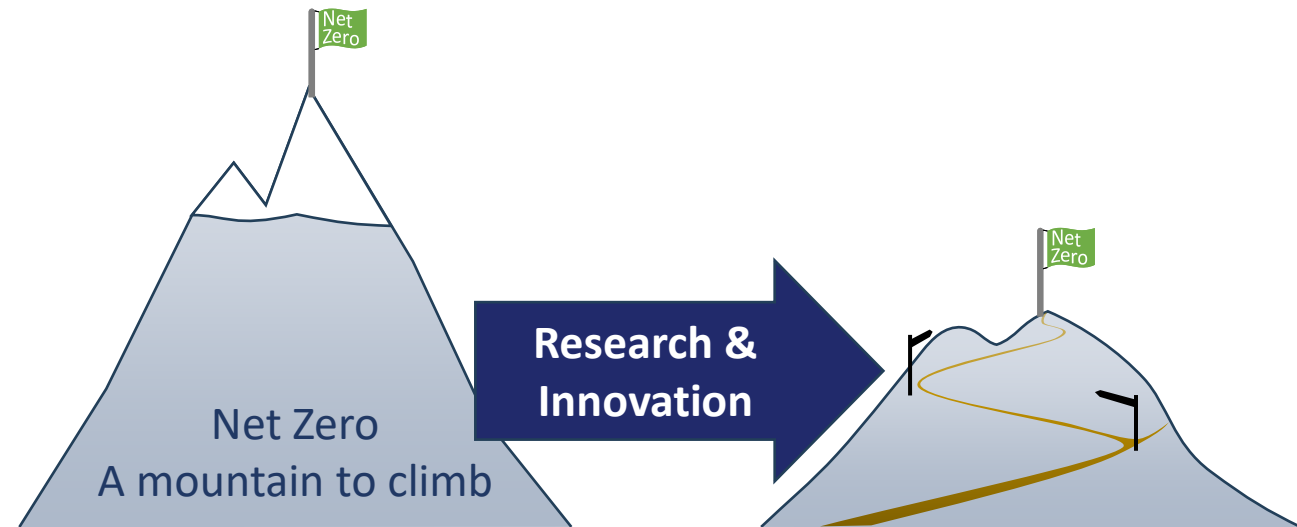 Net
Zero
Net Zero
A mountain to climb
Research &
Innovation
Net
Zero